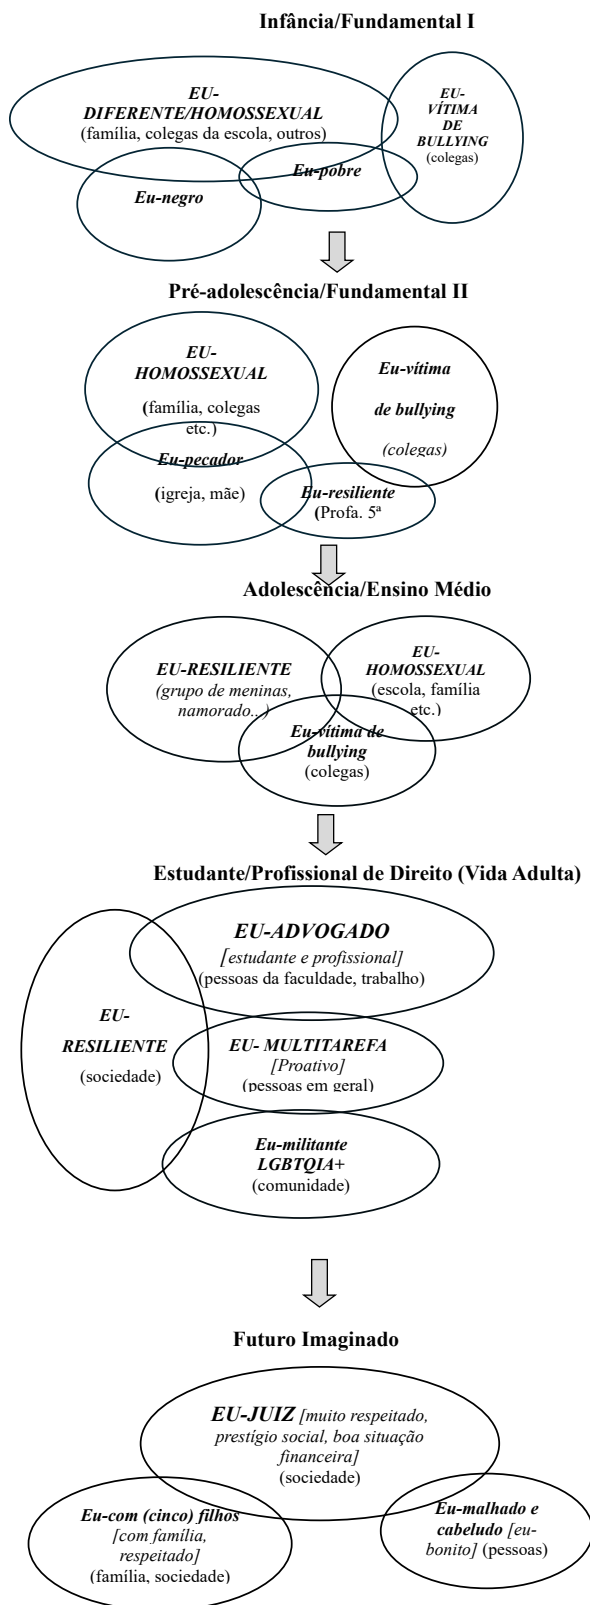 Infância/Fundamental I
EU-
DIFERENTE/HOMOSSEXUAL
(família, colegas da escola, outros)
EU-
VÍTIMA
DE
BULLYING
(colegas)
Eu-pobre
Eu-negro
Pré-adolescência/Fundamental II
EU-
HOMOSSEXUAL
(família, colegas
etc.)
Eu-vítima
de bullying
(colegas)
Eu-pecador
(igreja, mãe)
Eu-resiliente
(Profa. 5ª
Adolescência/Ensino Médio
EU-RESILIENTE
(grupo de meninas,
namorado...)
EU-
HOMOSSEXUAL
(escola, família
etc.)
Eu-vítima de
bullying
(colegas)
Estudante/Profissional de Direito (Vida Adulta)
EU-ADVOGADO
[estudante e profissional]
(pessoas da faculdade, trabalho)
EU-
RESILIENTE
(sociedade)
EU- MULTITAREFA
[Proativo]
(pessoas em geral)
Eu-militante
LGBTQIA+
(comunidade)
Futuro Imaginado
EU-JUIZ [muito respeitado,
prestígio social, boa situação
financeira]
(sociedade)
Eu-com (cinco) filhos
[com família,
respeitado]
(família, sociedade)
Eu-malhado e
cabeludo [eu-
bonito] (pessoas)